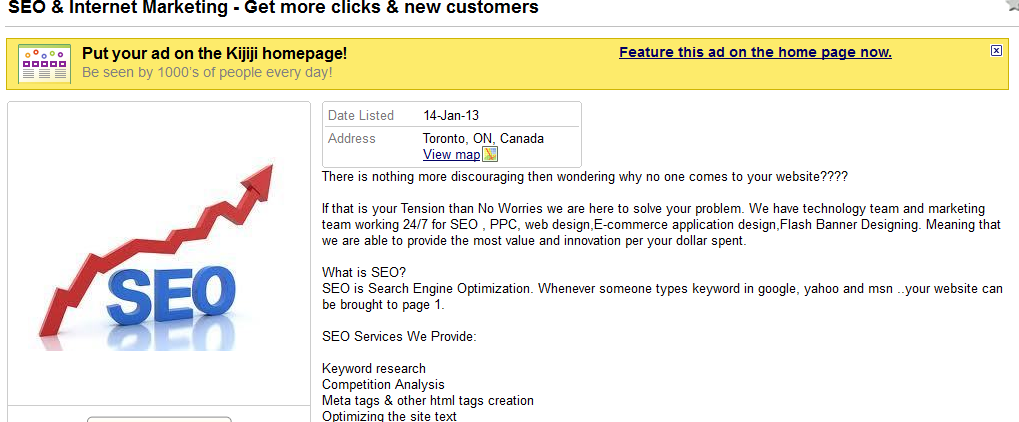 SEO & Internet Marketing - Get more clicks & new customers
Put your ad on the Kijiji homepage!
Be seen by 1000's of people every day!
Feature this ad on the home page now.
Date Listed 14-Jan-13
Address Toronto, ON, Canada
View map
There is nothing more discouraging then wondering why no one comes to your website????
If that is your Tension than No Worries we are here to solve your problem. We have technology team and marketing
team working 24/7 for SEO , PPC, web design,E-commerce application design,Flash Banner Designing. Meaning that
we are able to provide the most value and innovation per your dollar spent.
What is SEO?
SEO is Search Engine Optimization. Whenever someone types keyword in google, yahoo and msn ..your website can
be brought to page 1.
SEO Services We Provide:
Keyword research
Competition Analysis
Meta tags & other html tags creation
Optimizing the site text
SEO